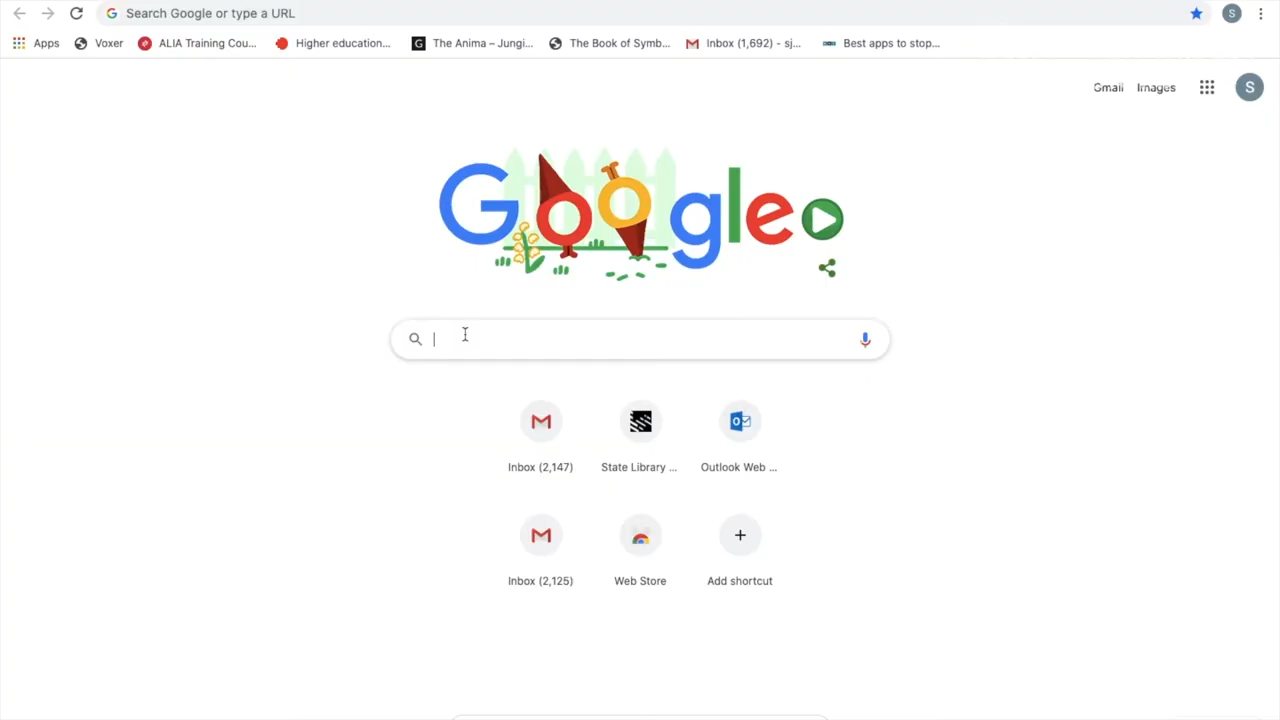 Search Google or type a URL
S
Apps
Voxer
ALIA Training Cou...
Higher education...
G
The Anima – Jungi...
The Book of Symb...
Inbox (1,692) - sj...
Best apps to stop...
Gmail
Images
S
Google
Inbox (2,147)
State Library ...
Outlook Web ...
Inbox (2,125)
Web Store
Add shortcut